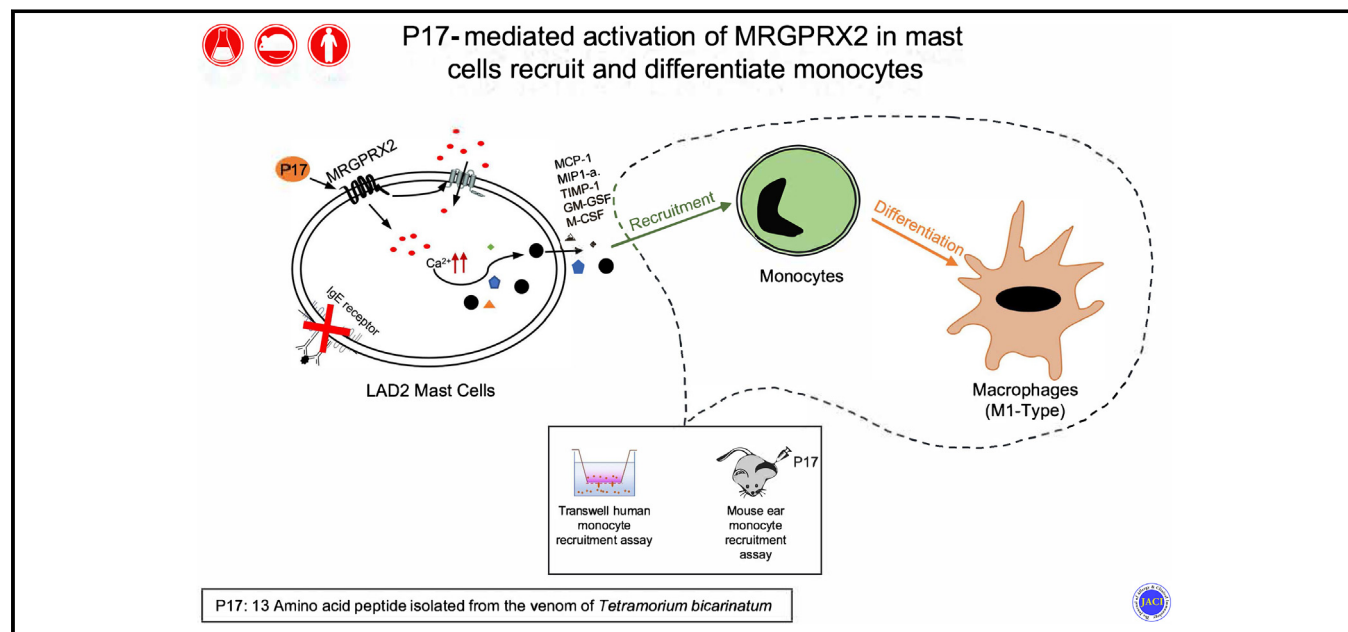 P17- mediated activation of MRGPRX2 in mast
cells recruit and differentiate monocytes
P17
MRGPRX2
Ca2+
IgE receptor
LAD2 Mast Cells
MCP-1
MIP1-a.
TIMP-1
GM-GSF
M-CSF
Recruitment
Monocytes
Differentiation
Macrophages
(M1-Type)
Transwell human
monocyte
recruitment assay
P17
Mouse ear
monocyte
recruitment
assay
P17: 13 Amino acid peptide isolated from the venom of Tetramorium bicarinatum
JACI